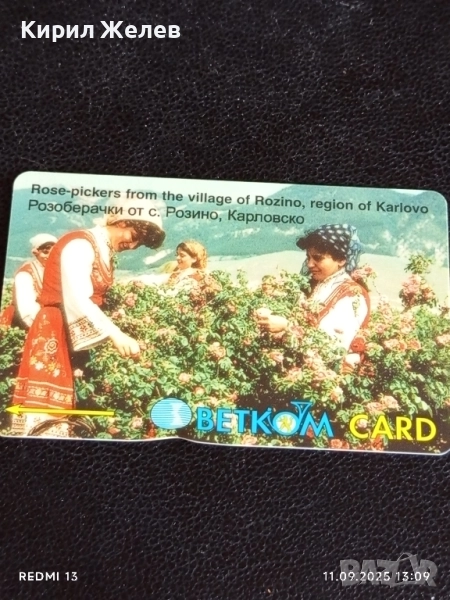 Кирил Желев
Rose-pickers from the village of Rozino, region of Karlovo
Розоберачки от с. Розино, Карловско
BETKOM CARD
REDMI 13
11.09.2025 13:09
BAZAR